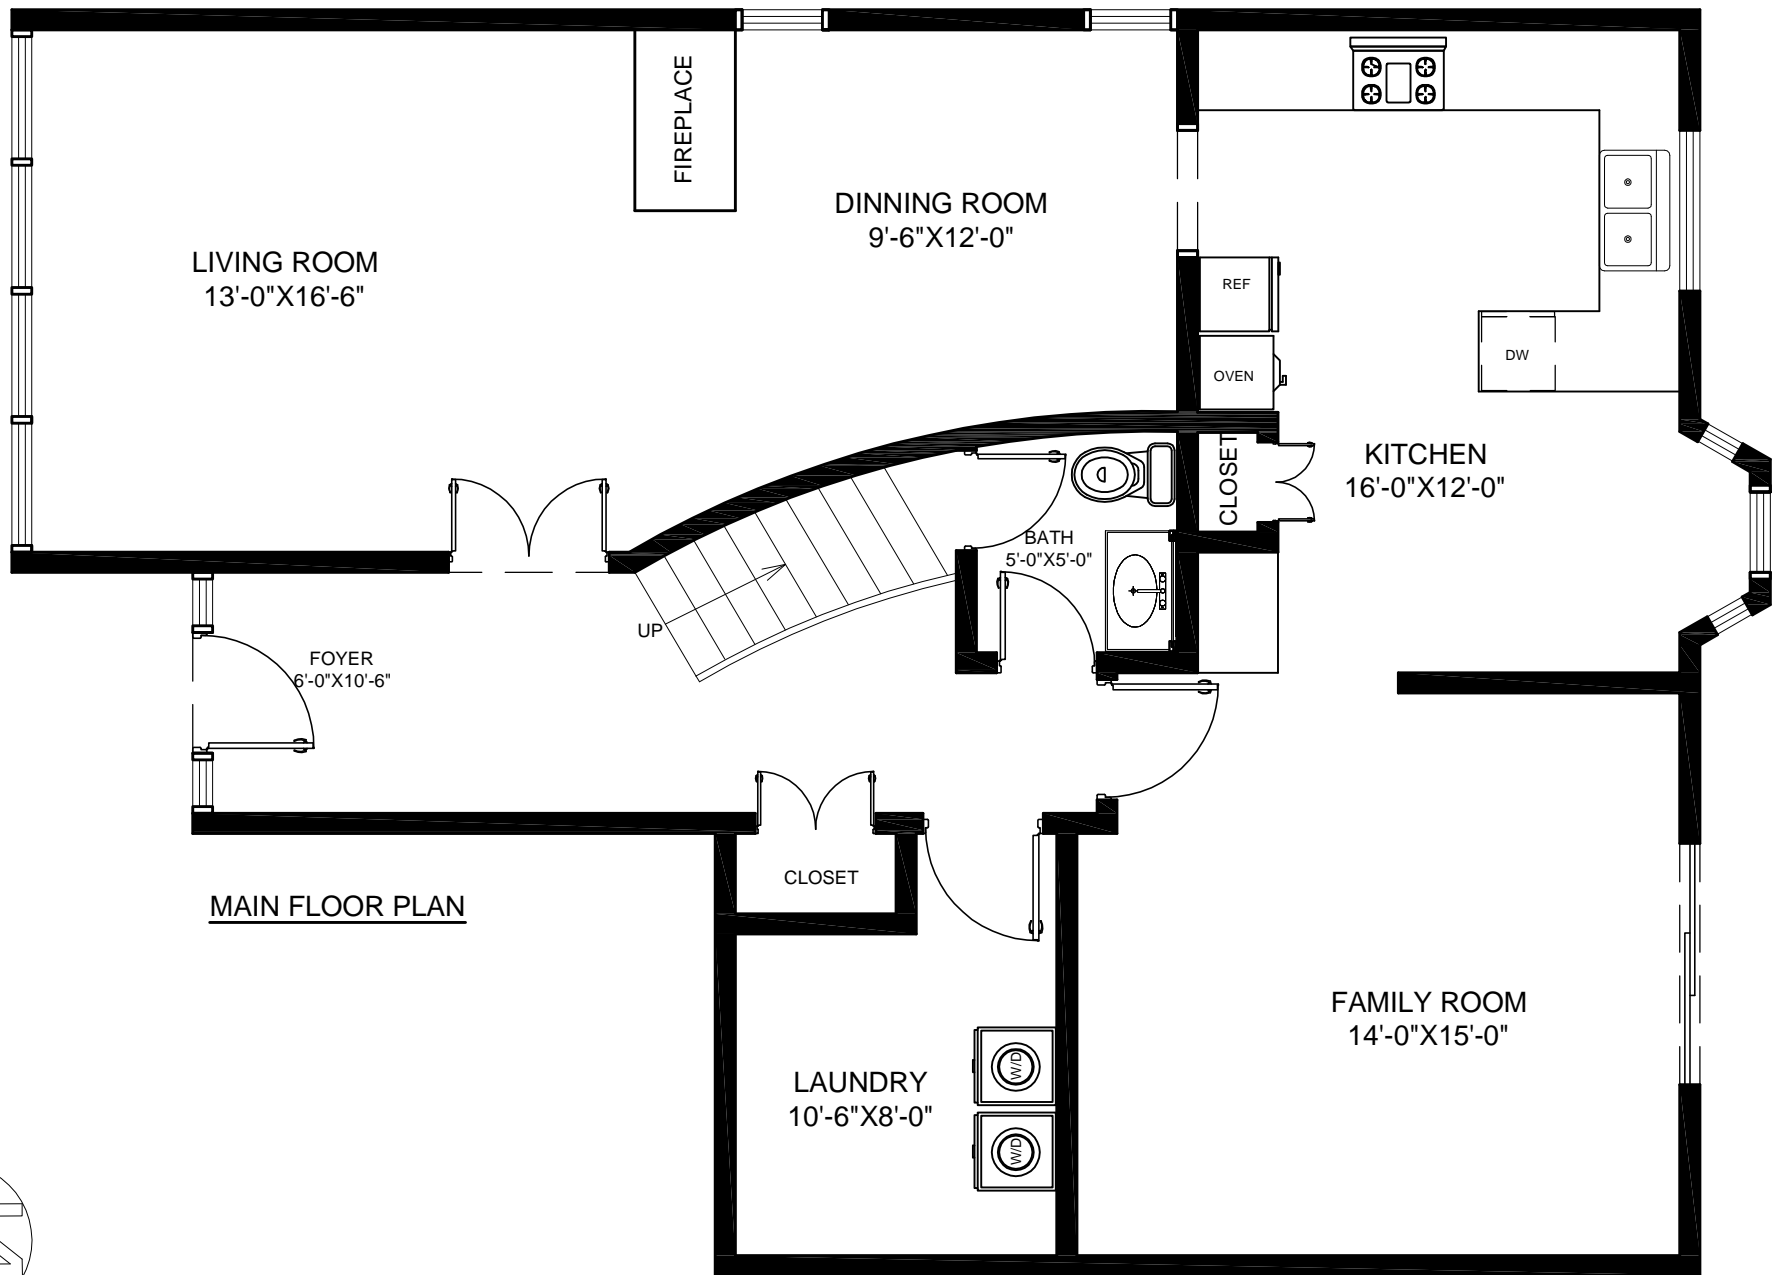 FIREPLACE
DINNING ROOM
9'-6"X12'-0"
LIVING ROOM
13'-0"X16'-6"
REF
OVEN
DW
CLOSET
KITCHEN
16'-0"X12'-0"
BATH
5'-0"X5'-0"
UP
FOYER
6'-0"X10'-6"
CLOSET
MAIN FLOOR PLAN
FAMILY ROOM
14'-0"X15'-0"
LAUNDRY
10'-6"X8'-0"
W/D
W/D